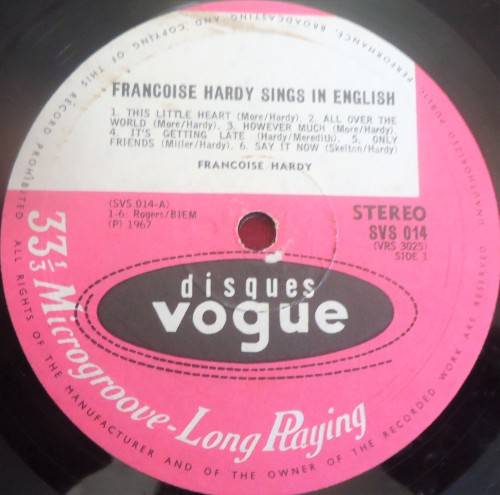 FRANCOISE HARDY SINGS IN ENGLISH
1. THIS LITTLE HEART (More/Hardy). 2. ALL OVER THE
WORLD (More/Hardy). 3. HOWEVER MUCH (More/Hardy).
4. IT'S GETTING LATE (Hardy/Meredith). 5. ONLY
FRIENDS (Miller/Hardy). 6. SAY IT NOW (Skelton/Hardy)
FRANCOISE HARDY
(SVS 014-A)
1-6: Rogers/BIEM
(P) 1967
STEREO
SVS 014
(VRS 3025)
SIDE 1
disques
vogue
33⅓ Microgroove-Long Playing
ALL RIGHTS OF THE MANUFACTURER AND OF THE OWNER OF THE RECORDED WORK ARE RESERVED
UNAUTHORIZED PUBLIC PERFORMANCE, BROADCASTING AND COPYING OF THIS RECORD PROHIBITED